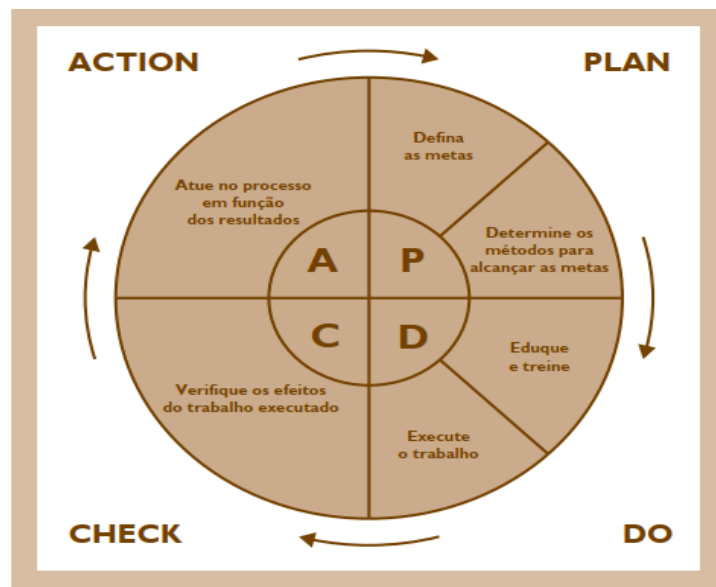 ACTION
PLAN
Defina
as metas
Atue no processo
em função
dos resultados
Determine os
métodos para
alcançar as metas
A
P
C
D
Eduque
e treine
Verifique os efeitos
do trabalho executado
Execute
o trabalho
CHECK
DO